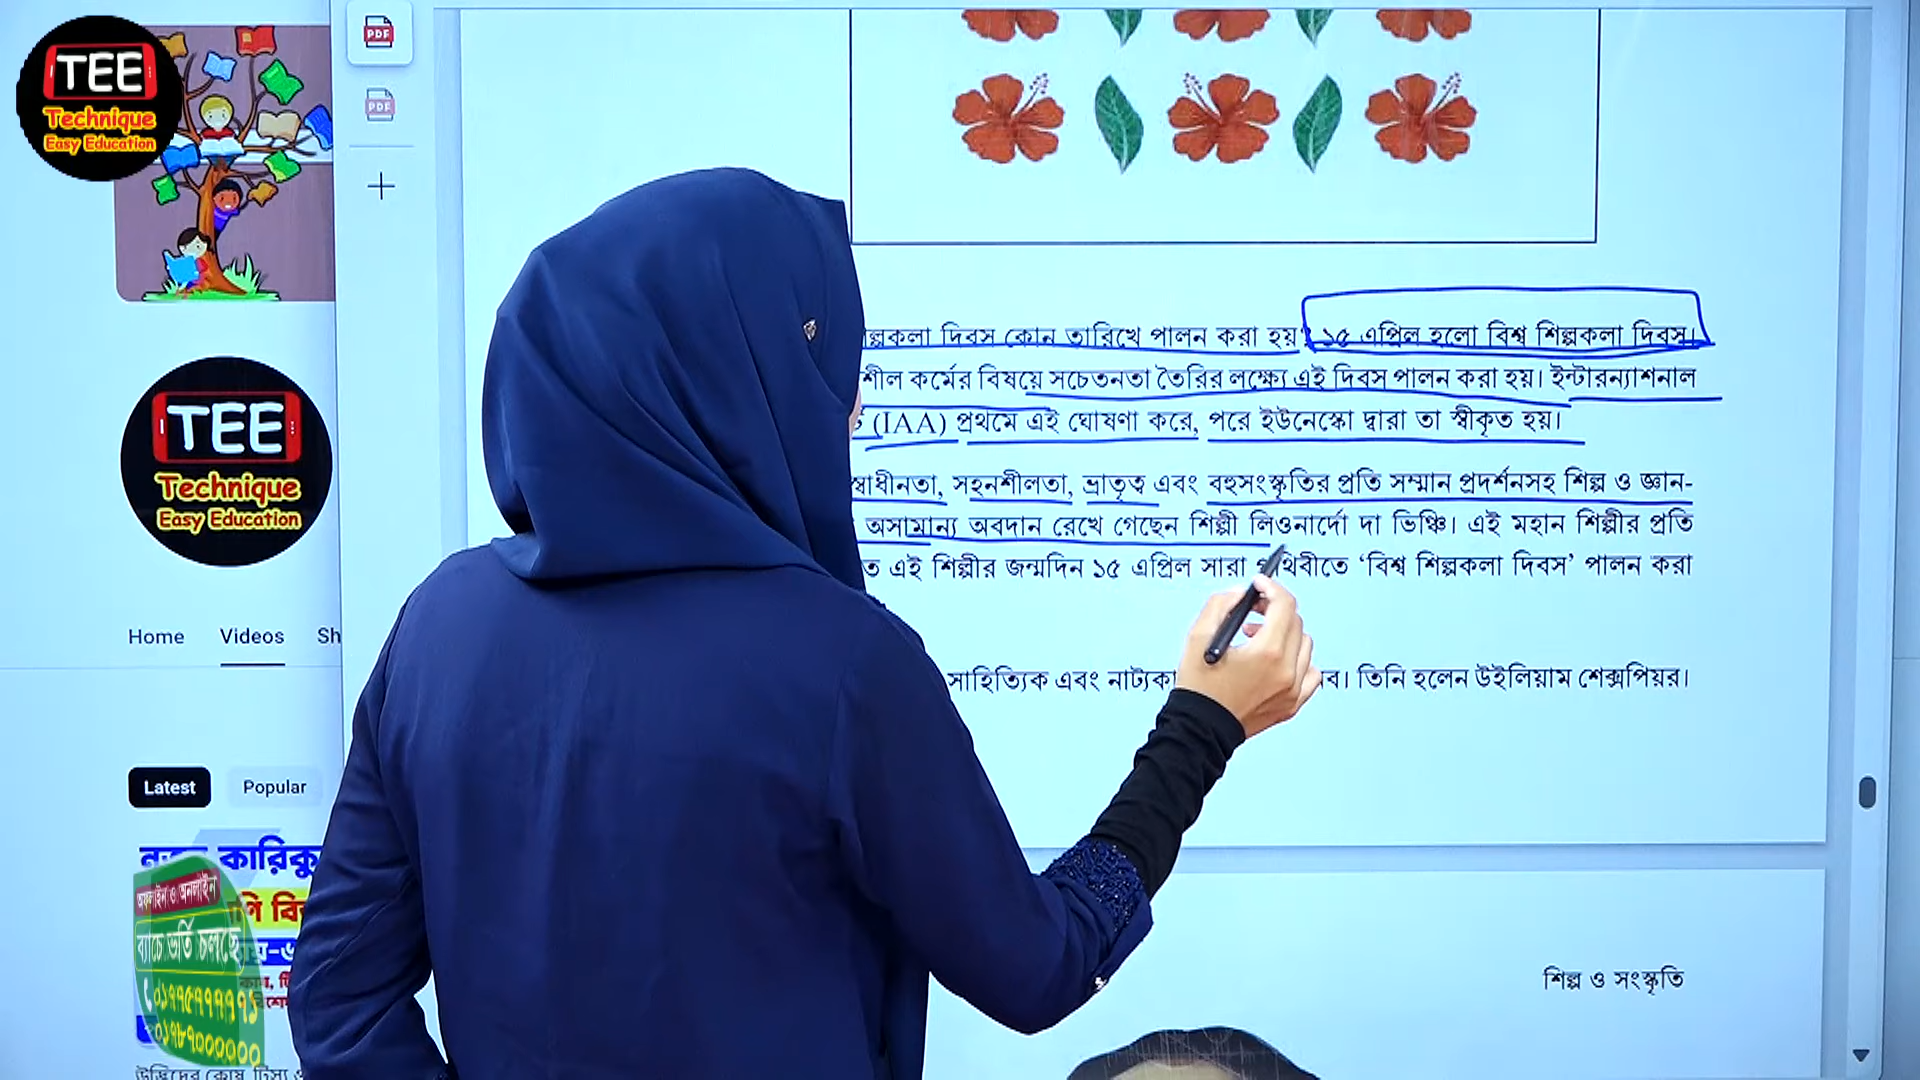 TEE
Technique
Easy Education
PDF
PDF
শিল্পকলা দিবস কোন তারিখে পালন করা হয়? ১৫ এপ্রিল হলো বিশ্ব শিল্পকলা দিবস।
শীল কর্মের বিষয়ে সচেতনতা তৈরির লক্ষ্যে এই দিবস পালন করা হয়। ইন্টারন্যাশনাল
(IAA) প্রথমে এই ঘোষণা করে, পরে ইউনেস্কো দ্বারা তা স্বীকৃত হয়।
স্বাধীনতা, সহনশীলতা, ভ্রাতৃত্ব এবং বহুসংস্কৃতির প্রতি সম্মান প্রদর্শনসহ শিল্প ও জ্ঞান-
অসামান্য অবদান রেখে গেছেন শিল্পী লিওনার্দো দা ভিঞ্চি। এই মহান শিল্পীর প্রতি
এই শিল্পীর জন্মদিন ১৫ এপ্রিল সারা পৃথিবীতে ‘বিশ্ব শিল্পকলা দিবস’ পালন করা
সাহিত্যিক এবং নাট্যকা
ব। তিনি হলেন উইলিয়াম শেক্সপিয়র।
শিল্প ও সংস্কৃতি
TEE
Technique
Easy Education
Home Videos Sh
Latest Popular
কারিকু
অফলাইন ও অনলাইন
ব্যাচে ভর্তি চলছে
উদ্ভিদের কোষ, টিস্যু ও